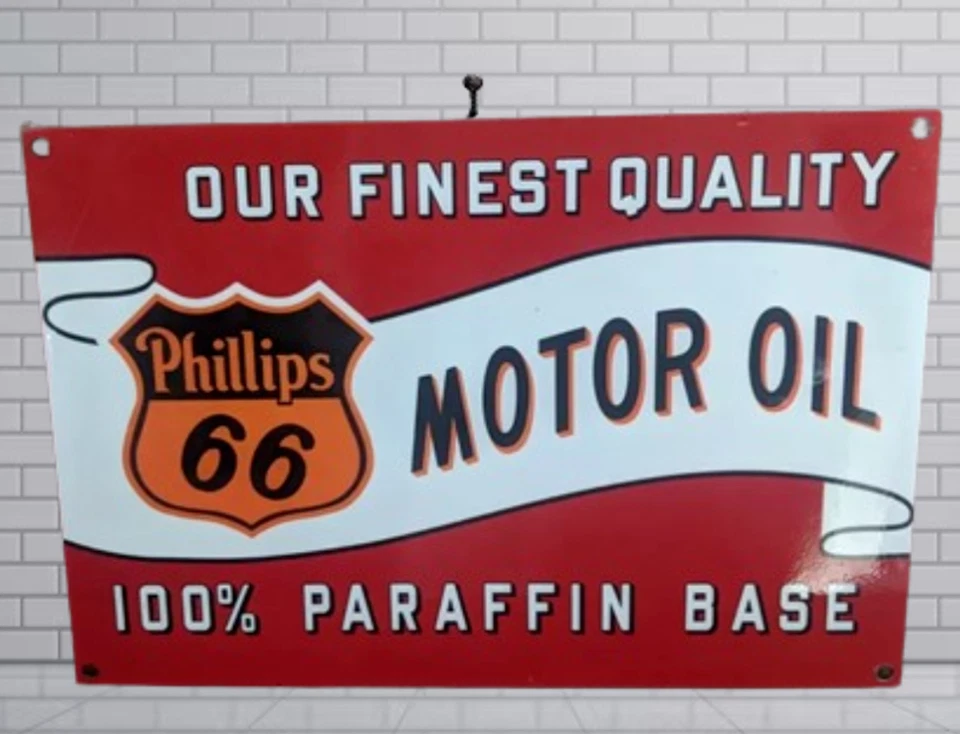 OUR FINEST QUALITY
Phillips
66
MOTOR OIL
100% PARAFFIN BASE